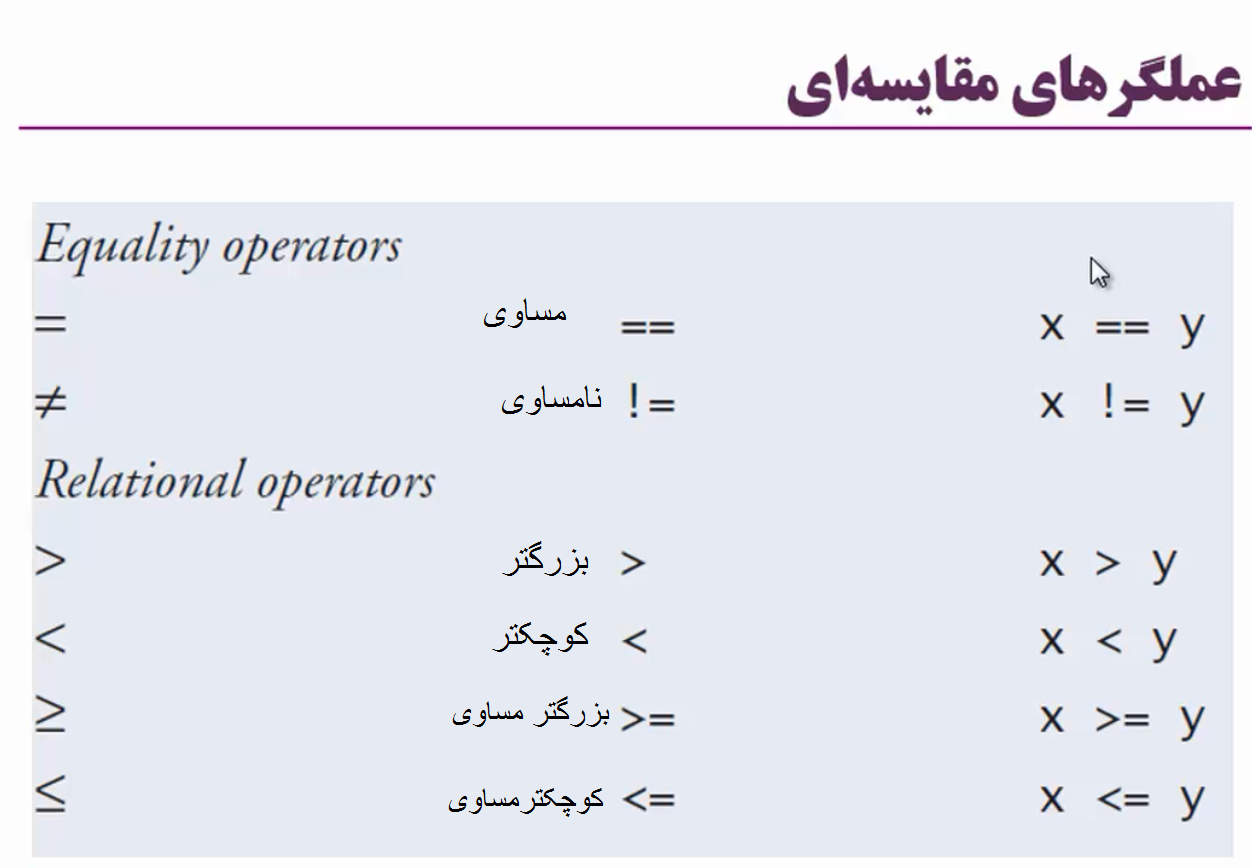 عملگرهای مقایسه‌ای
Equality operators
= مساوی == x == y
≠ نامساوی != x != y
Relational operators
> بزرگتر > x > y
< کوچکتر < x < y
≥ بزرگتر مساوی >= x >= y
≤ کوچکترمساوی <= x <= y